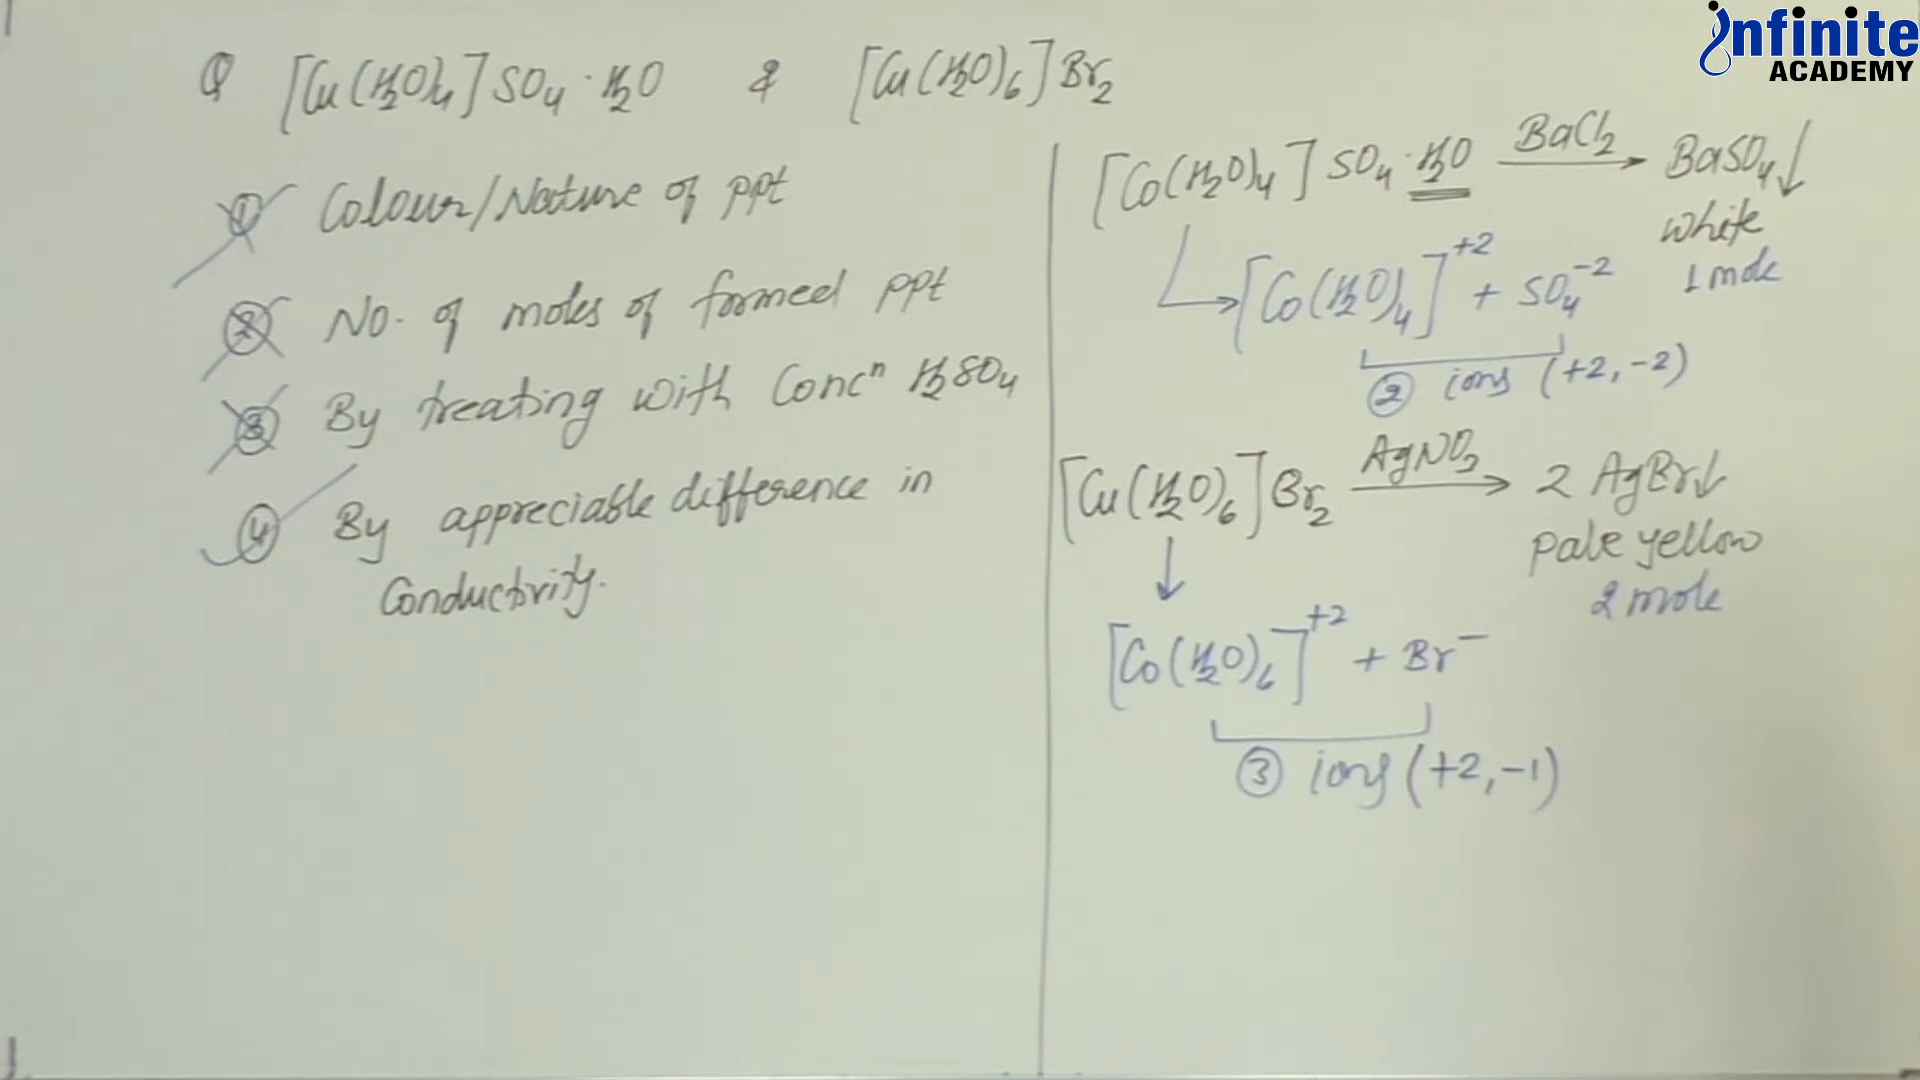 Q [Cu(H2O)4]SO4·H2O & [Cu(H2O)6]Br2
① Colour/Nature of ppt
② No. of moles of formed ppt
③ By treating with Concⁿ H2SO4
④ By appreciable difference in
Conductivity.
[Co(H2O)4]SO4·H2O BaCl2→ BaSO4↓
white
1 mole
↳[Co(H2O)4]+2 + SO4-2
② ions (+2,-2)
[Cu(H2O)6]Br2 AgNO3→ 2 AgBr↓
pale yellow
2 mole
↓
[Co(H2O)6]+2 + Br-
③ ions (+2,-1)
infinite
ACADEMY